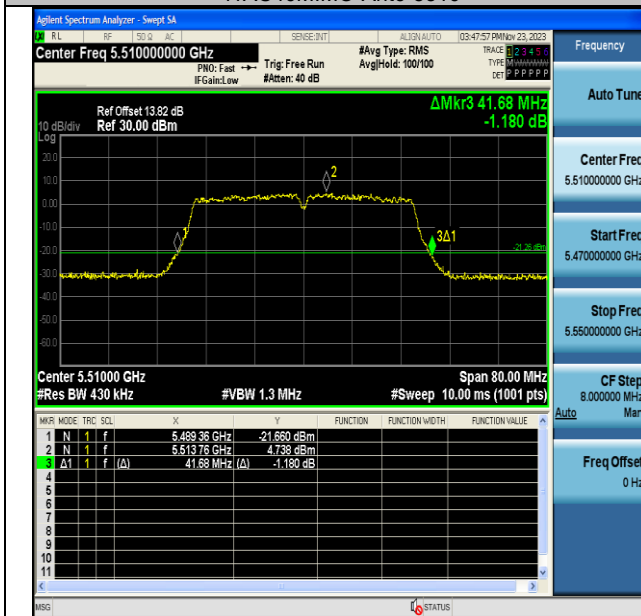 Agilent Spectrum Analyzer - Swept SA
RL RF 50 Ω AC SENSE:INT ALIGN AUTO 03:47:57 PM Nov 23, 2023
Center Freq 5.510000000 GHz
PNO: Fast
IFGain:Low
Trig: Free Run
#Atten: 40 dB
#Avg Type: RMS
Avg|Hold: 100/100
TRACE 1 2 3 4 5 6
TYPE M W W W W W
DET P P P P P P
Ref Offset 13.82 dB
10 dB/div Ref 30.00 dBm
Log
ΔMkr3 41.68 MHz
-1.180 dB
20.0
10.0
0.00
-10.0
-20.0
-30.0
-40.0
-50.0
-60.0
1
2
3Δ1
-21.26 dBm
Center 5.51000 GHz Span 80.00 MHz
#Res BW 430 kHz #VBW 1.3 MHz #Sweep 10.00 ms (1001 pts)
MKR MODE TRC SCL X Y FUNCTION FUNCTION WIDTH FUNCTION VALUE
1 N 1 f 5.489 36 GHz -21.660 dBm
2 N 1 f 5.513 76 GHz 4.738 dBm
3 Δ1 1 f (Δ) 41.68 MHz (Δ) -1.180 dB
4
5
6
7
8
9
10
11
MSG STATUS
Frequency
Auto Tune
Center Freq
5.510000000 GHz
Start Freq
5.470000000 GHz
Stop Freq
5.550000000 GHz
CF Step
8.000000 MHz
Auto Man
Freq Offset
0 Hz